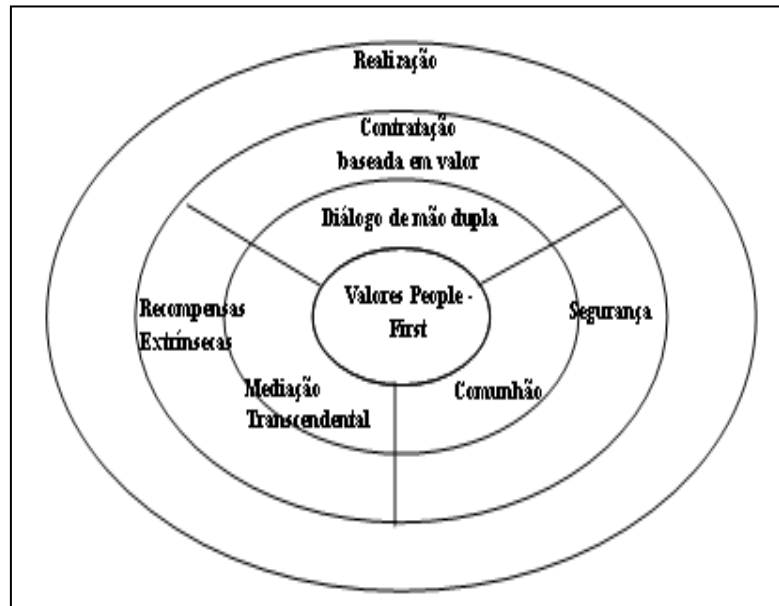 Realização
Contratação
baseada em valor
Diálogo de mão dupla
Valores People -
First
Recompensas
Extrínsecas
Segurança
Mediação
Transcendental
Comunhão